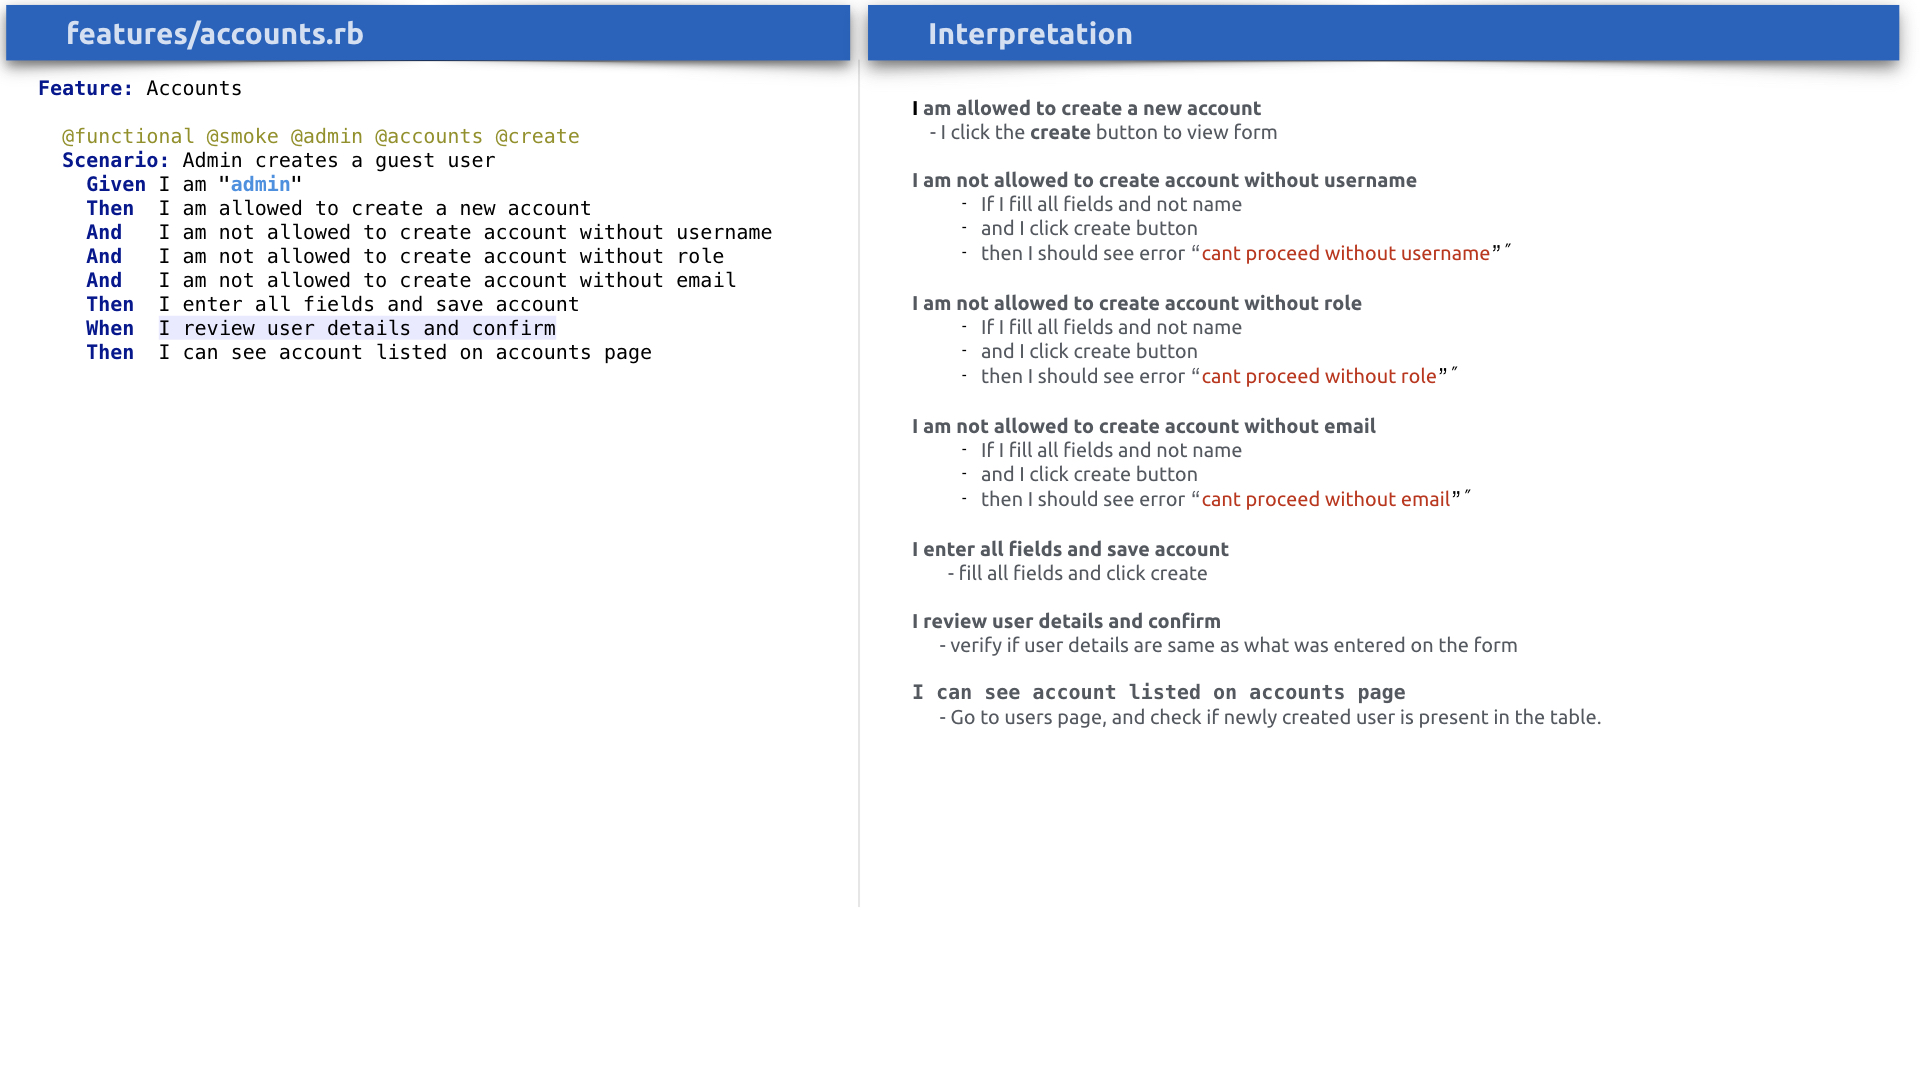 features/accounts.rb
Feature: Accounts
@functional @smoke @admin @accounts @create
Scenario: Admin creates a guest user
Given I am "admin"
Then I am allowed to create a new account
And I am not allowed to create account without username
And I am not allowed to create account without role
And I am not allowed to create account without email
Then I enter all fields and save account
When I review user details and confirm
Then I can see account listed on accounts page
Interpretation
I am allowed to create a new account
- I click the create button to view form
I am not allowed to create account without username
- If I fill all fields and not name
- and I click create button
- then I should see error “cant proceed without username” ˝
I am not allowed to create account without role
- If I fill all fields and not name
- and I click create button
- then I should see error “cant proceed without role” ˝
I am not allowed to create account without email
- If I fill all fields and not name
- and I click create button
- then I should see error “cant proceed without email” ˝
I enter all fields and save account
- fill all fields and click create
I review user details and confirm
- verify if user details are same as what was entered on the form
I can see account listed on accounts page
- Go to users page, and check if newly created user is present in the table.